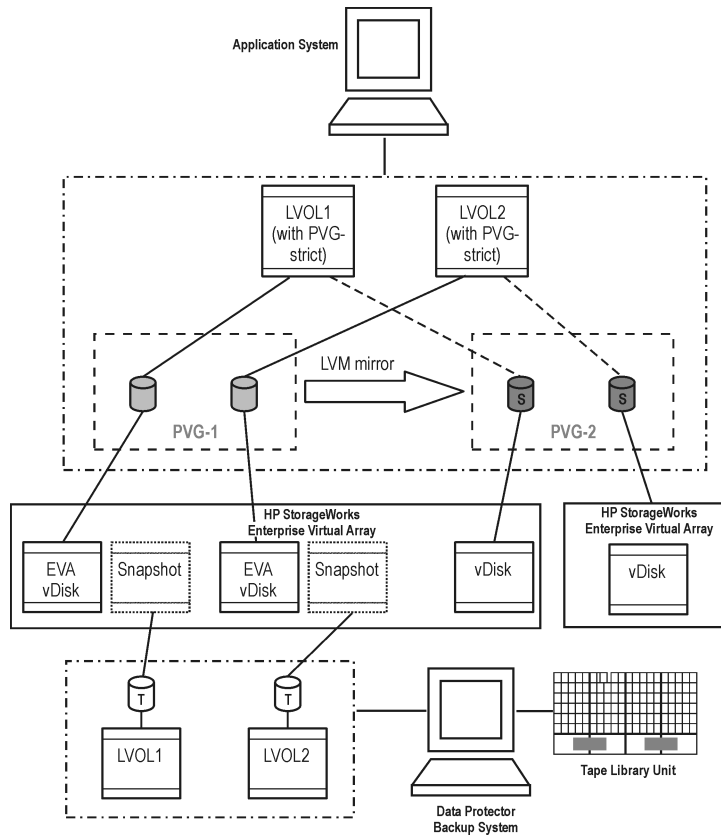 Application System
LVOL1
(with PVG-
strict)
LVOL2
(with PVG-
strict)
LVM mirror
S
S
PVG-1
PVG-2
HP StorageWorks
Enterprise Virtual Array
HP StorageWorks
Enterprise Virtual Array
EVA
vDisk
Snapshot
EVA
vDisk
Snapshot
vDisk
vDisk
T
T
LVOL1
LVOL2
Tape Library Unit
Data Protector
Backup System